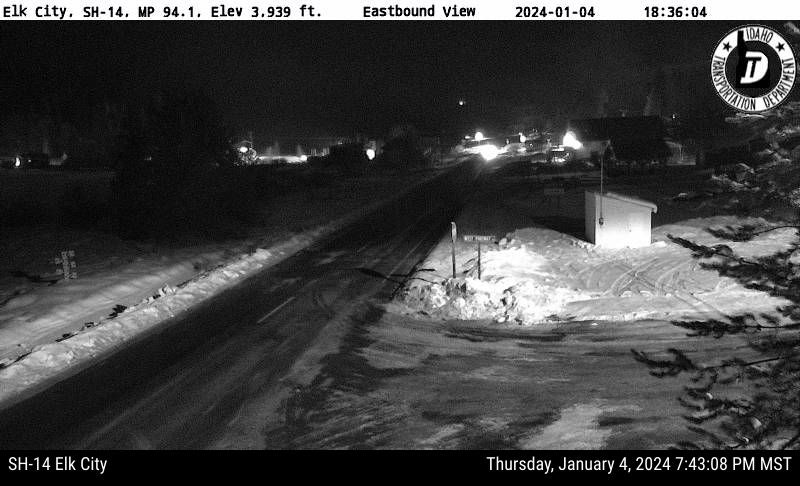 Elk City, SH-14, MP 94.1, Elev 3,939 ft. Eastbound View 2024-01-04 18:36:04
IDAHO
TRANSPORTATION DEPARTMENT
SH-14 Elk City Thursday, January 4, 2024 7:43:08 PM MST